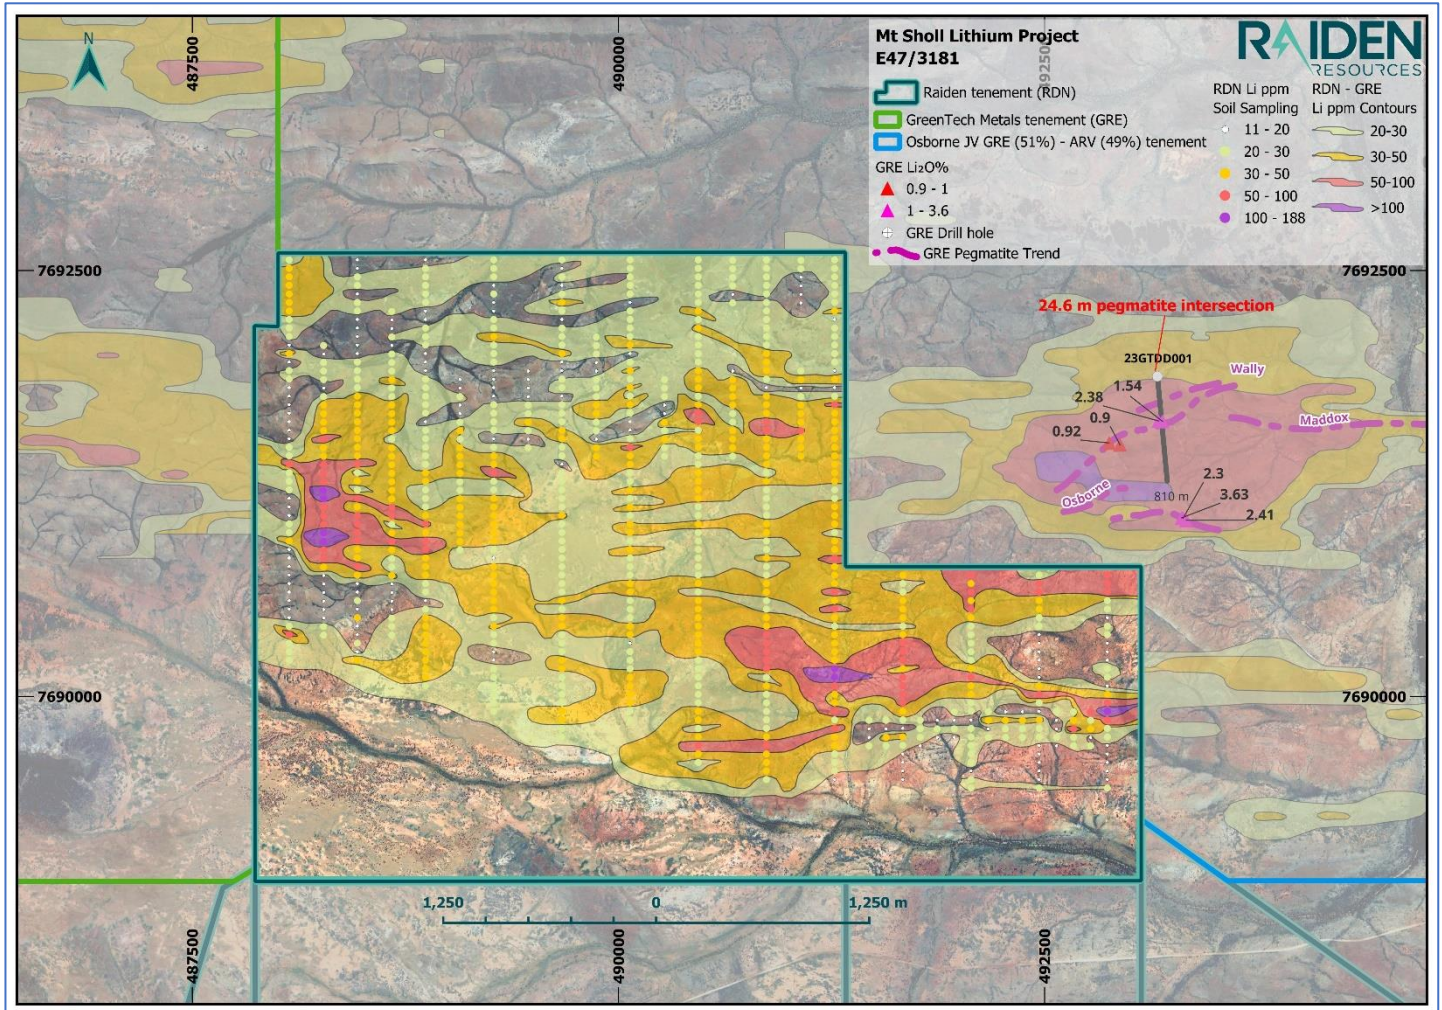 N
487500
490000
492500
Mt Sholl Lithium Project
E47/3181
RAIDEN
RESOURCES
Raiden tenement (RDN)
GreenTech Metals tenement (GRE)
Osborne JV GRE (51%) - ARV (49%) tenement
GRE Li₂O%
0.9 - 1
1 - 3.6
GRE Drill hole
GRE Pegmatite Trend
RDN Li ppm
Soil Sampling
11 - 20
20 - 30
30 - 50
50 - 100
100 - 188
RDN - GRE
Li ppm Contours
20-30
30-50
50-100
>100
7692500
7692500
24.6 m pegmatite intersection
23GTDD001
Wally
1.54
2.38
0.9
Maddox
0.92
2.3
Osborne
810 m
3.63
2.41
7690000
7690000
1,250
0
1,250 m
487500
490000
492500